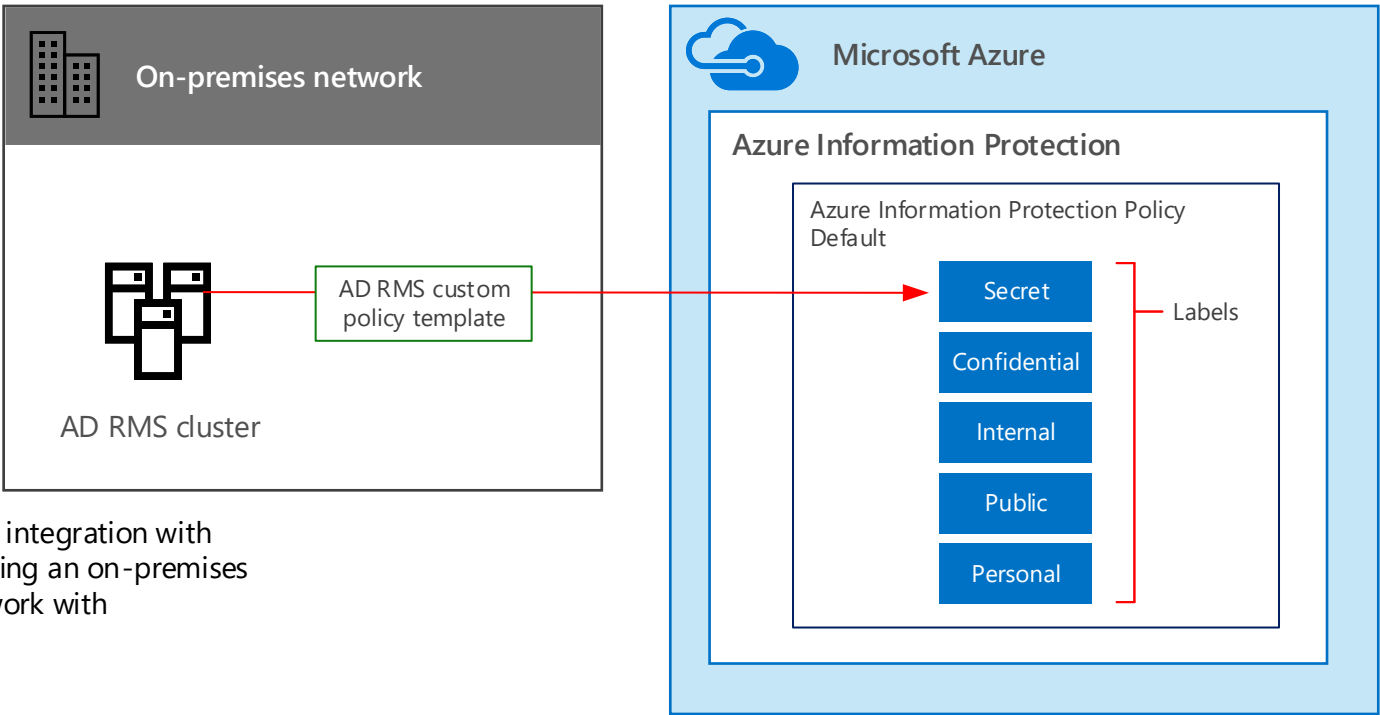 On-premises network
AD RMS custom
policy template
AD RMS cluster
integration with
ing an on-premises
work with
Microsoft Azure
Azure Information Protection
Azure Information Protection Policy
Default
Secret
Confidential
Internal
Public
Personal
Labels